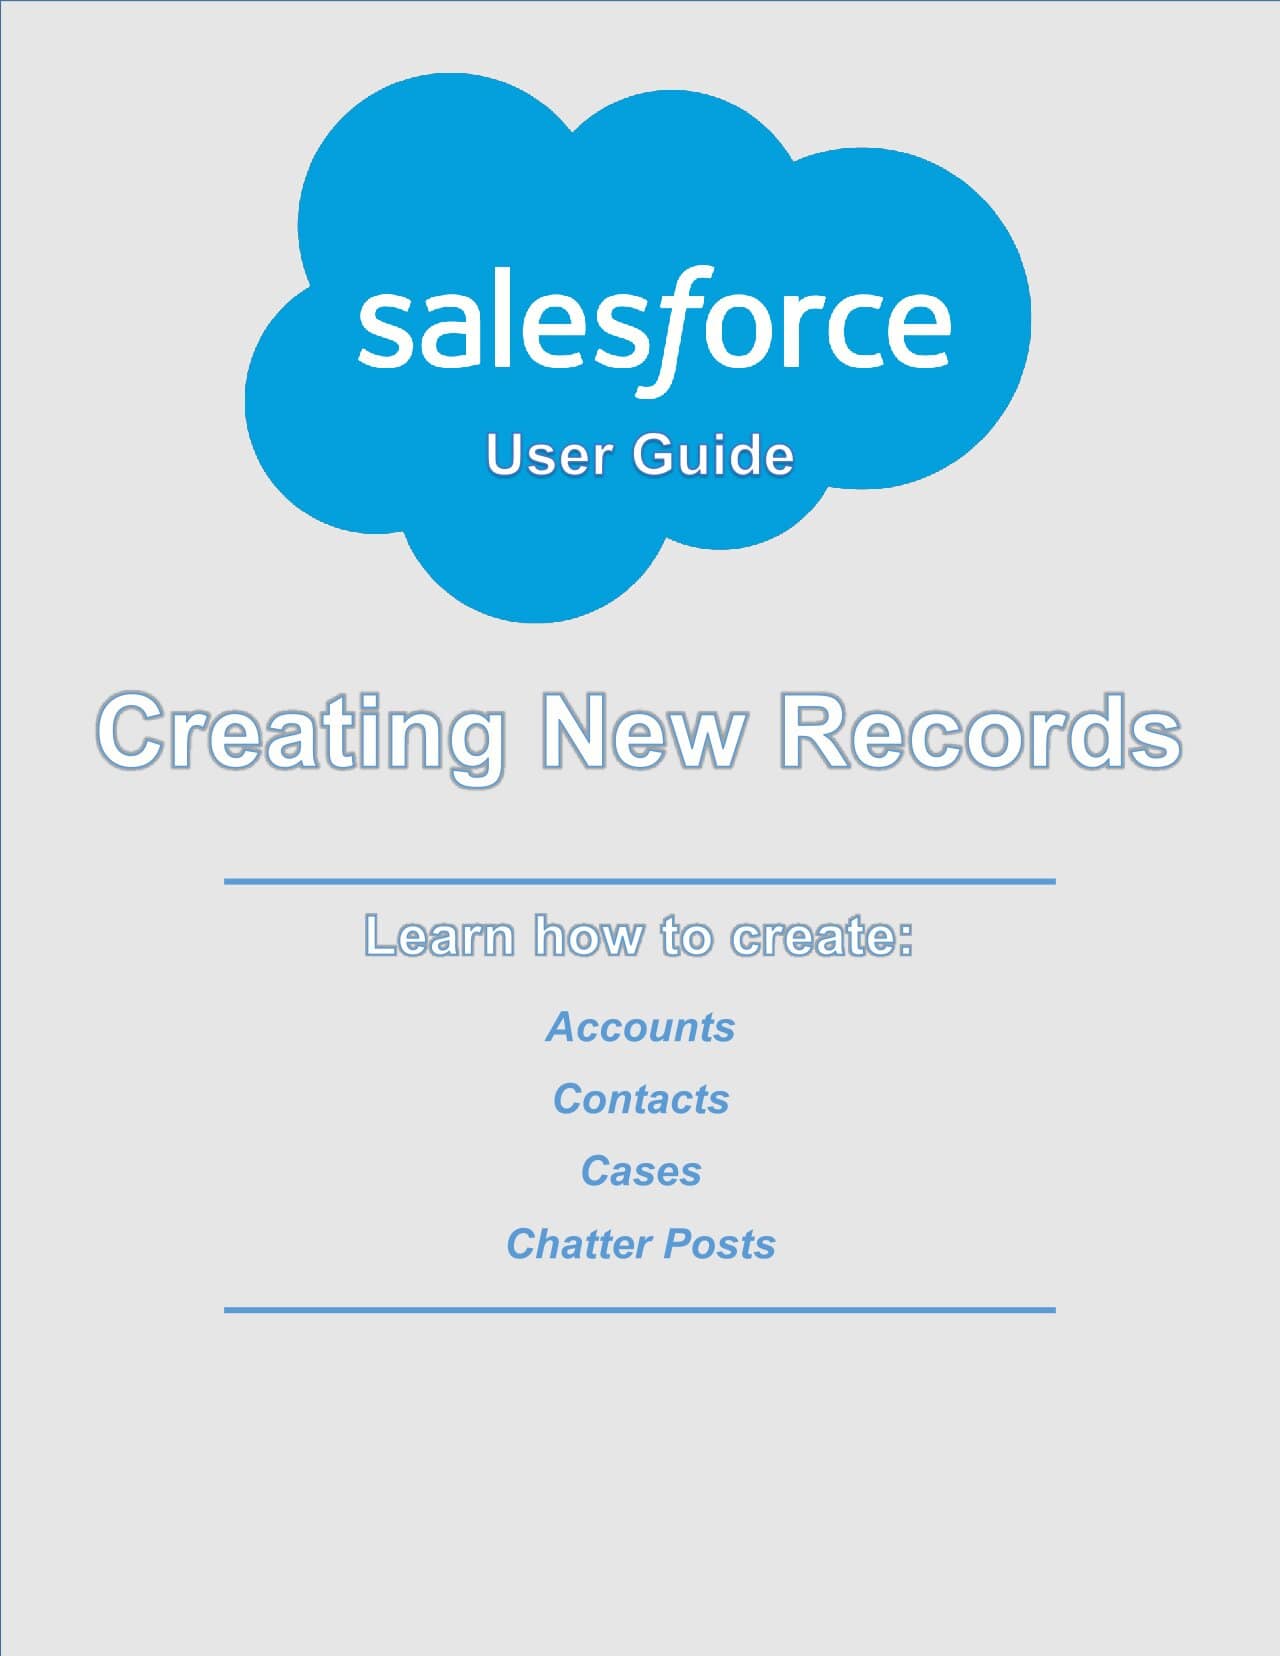 salesforce
User Guide
Creating New Records
Learn how to create:
Accounts
Contacts
Cases
Chatter Posts